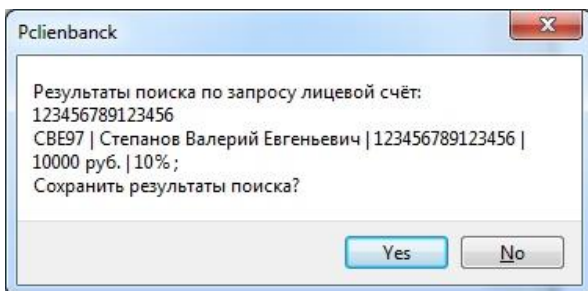 Pclienbanck
Результаты поиска по запросу лицевой счёт:
123456789123456
СВЕ97 | Степанов Валерий Евгеньевич | 123456789123456 |
10000 руб. | 10% ;
Сохранить результаты поиска?
Yes
No